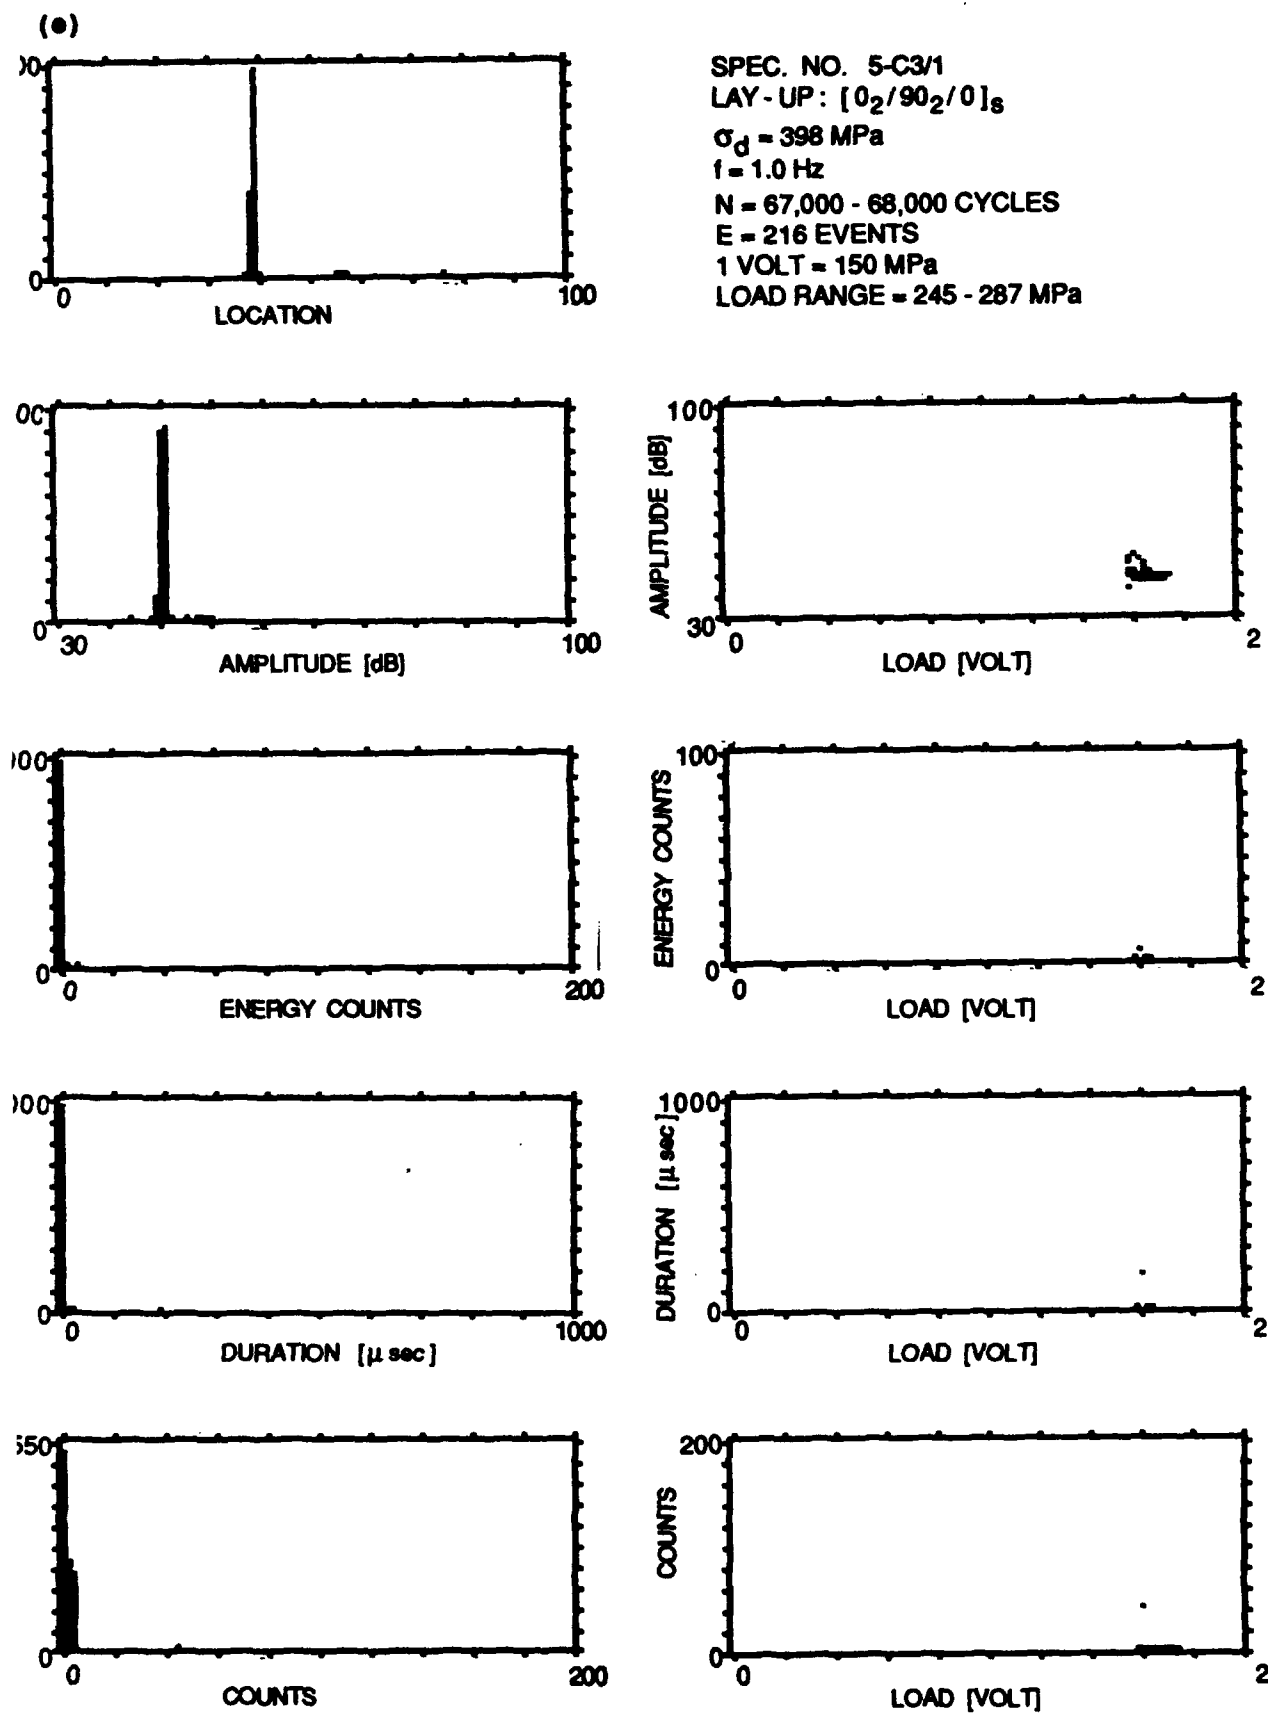 (e)
SPEC. NO. 5-C3/1
LAY-UP: [0₂/90₂/0]ₛ
σd = 398 MPa
f = 1.0 Hz
N = 67,000 - 68,000 CYCLES
E = 216 EVENTS
1 VOLT = 150 MPa
LOAD RANGE = 245 - 287 MPa
0
0 100
LOCATION
0
30 100
AMPLITUDE [dB]
100
AMPLITUDE [dB]
30
0 2
LOAD [VOLT]
0
0 200
ENERGY COUNTS
100
ENERGY COUNTS
0
0 2
LOAD [VOLT]
0
0 1000
DURATION [μ sec]
1000
DURATION [μ sec]
0
0 2
LOAD [VOLT]
550
0
0 200
COUNTS
200
COUNTS
0
0 2
LOAD [VOLT]